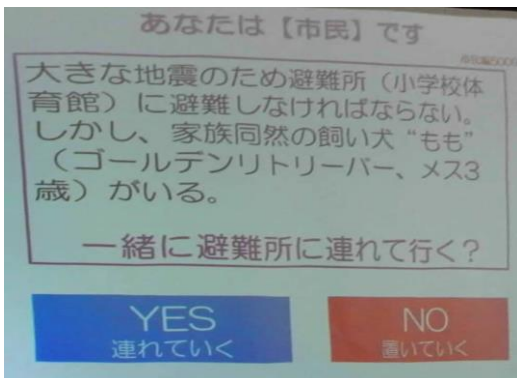 あなたは【市民】です
大きな地震のため避難所（小学校体
育館）に避難しなければならない。
しかし、家族同然の飼い犬“もも”
（ゴールデンリトリーバー、メス3
歳）がいる。
一緒に避難所に連れて行く？
YES
連れていく
NO
置いていく